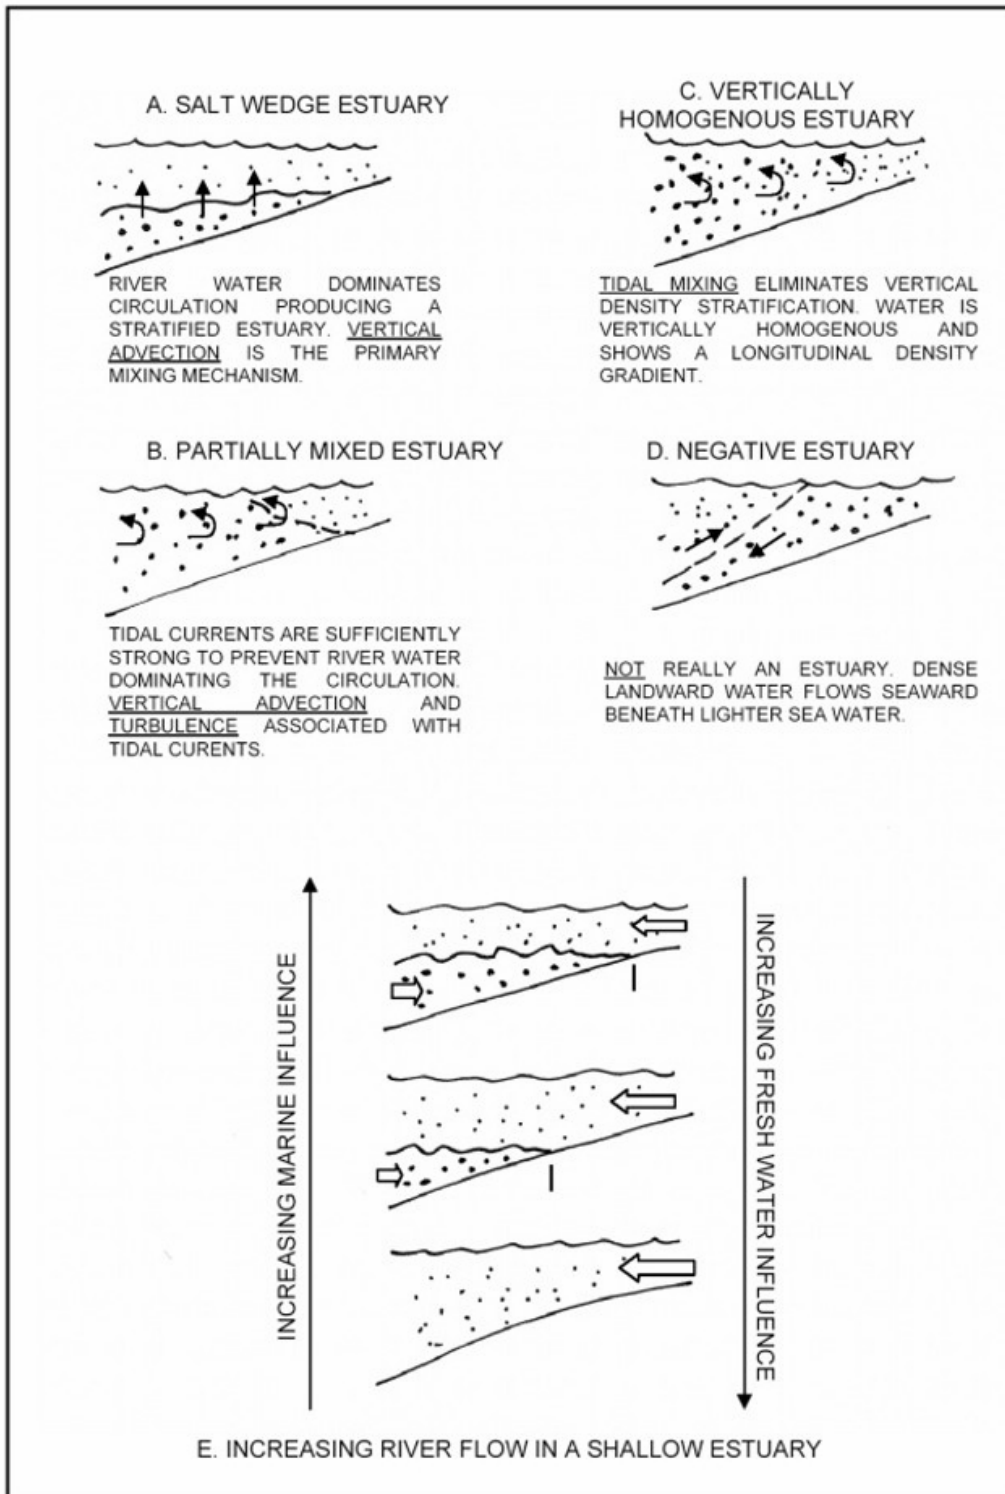 A. SALT WEDGE ESTUARY
RIVER WATER DOMINATES
CIRCULATION PRODUCING A
STRATIFIED ESTUARY. VERTICAL
ADVECTION IS THE PRIMARY
MIXING MECHANISM.
C. VERTICALLY
HOMOGENOUS ESTUARY
TIDAL MIXING ELIMINATES VERTICAL
DENSITY STRATIFICATION. WATER IS
VERTICALLY HOMOGENOUS AND
SHOWS A LONGITUDINAL DENSITY
GRADIENT.
B. PARTIALLY MIXED ESTUARY
TIDAL CURRENTS ARE SUFFICIENTLY
STRONG TO PREVENT RIVER WATER
DOMINATING THE CIRCULATION.
VERTICAL ADVECTION AND
TURBULENCE ASSOCIATED WITH
TIDAL CURENTS.
D. NEGATIVE ESTUARY
NOT REALLY AN ESTUARY. DENSE
LANDWARD WATER FLOWS SEAWARD
BENEATH LIGHTER SEA WATER.
INCREASING MARINE INFLUENCE
INCREASING FRESH WATER INFLUENCE
E. INCREASING RIVER FLOW IN A SHALLOW ESTUARY